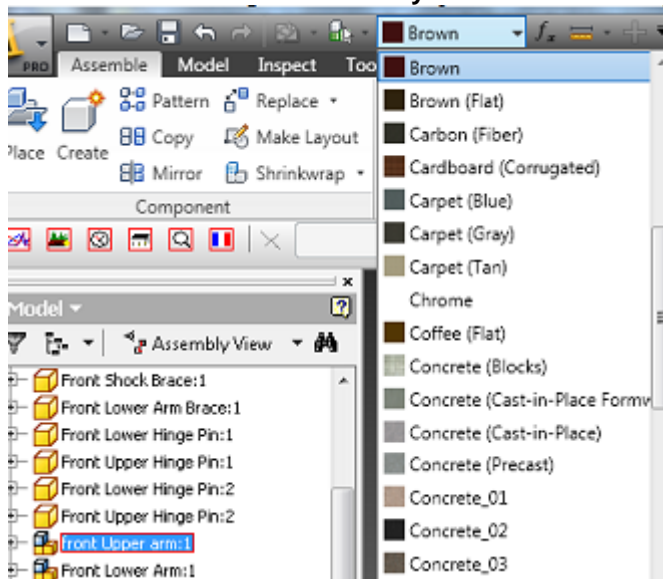 Brown
PRO Assemble Model Inspect Too
Pattern Replace
Copy Make Layout
Place Create
Mirror Shrinkwrap
Component
Model
Assembly View
Front Shock Brace:1
Front Lower Arm Brace:1
Front Lower Hinge Pin:1
Front Upper Hinge Pin:1
Front Lower Hinge Pin:2
Front Upper Hinge Pin:2
front Upper arm:1
Front Lower Arm:1
Brown
Brown (Flat)
Carbon (Fiber)
Cardboard (Corrugated)
Carpet (Blue)
Carpet (Gray)
Carpet (Tan)
Chrome
Coffee (Flat)
Concrete (Blocks)
Concrete (Cast-in-Place Formw
Concrete (Cast-in-Place)
Concrete (Precast)
Concrete_01
Concrete_02
Concrete_03